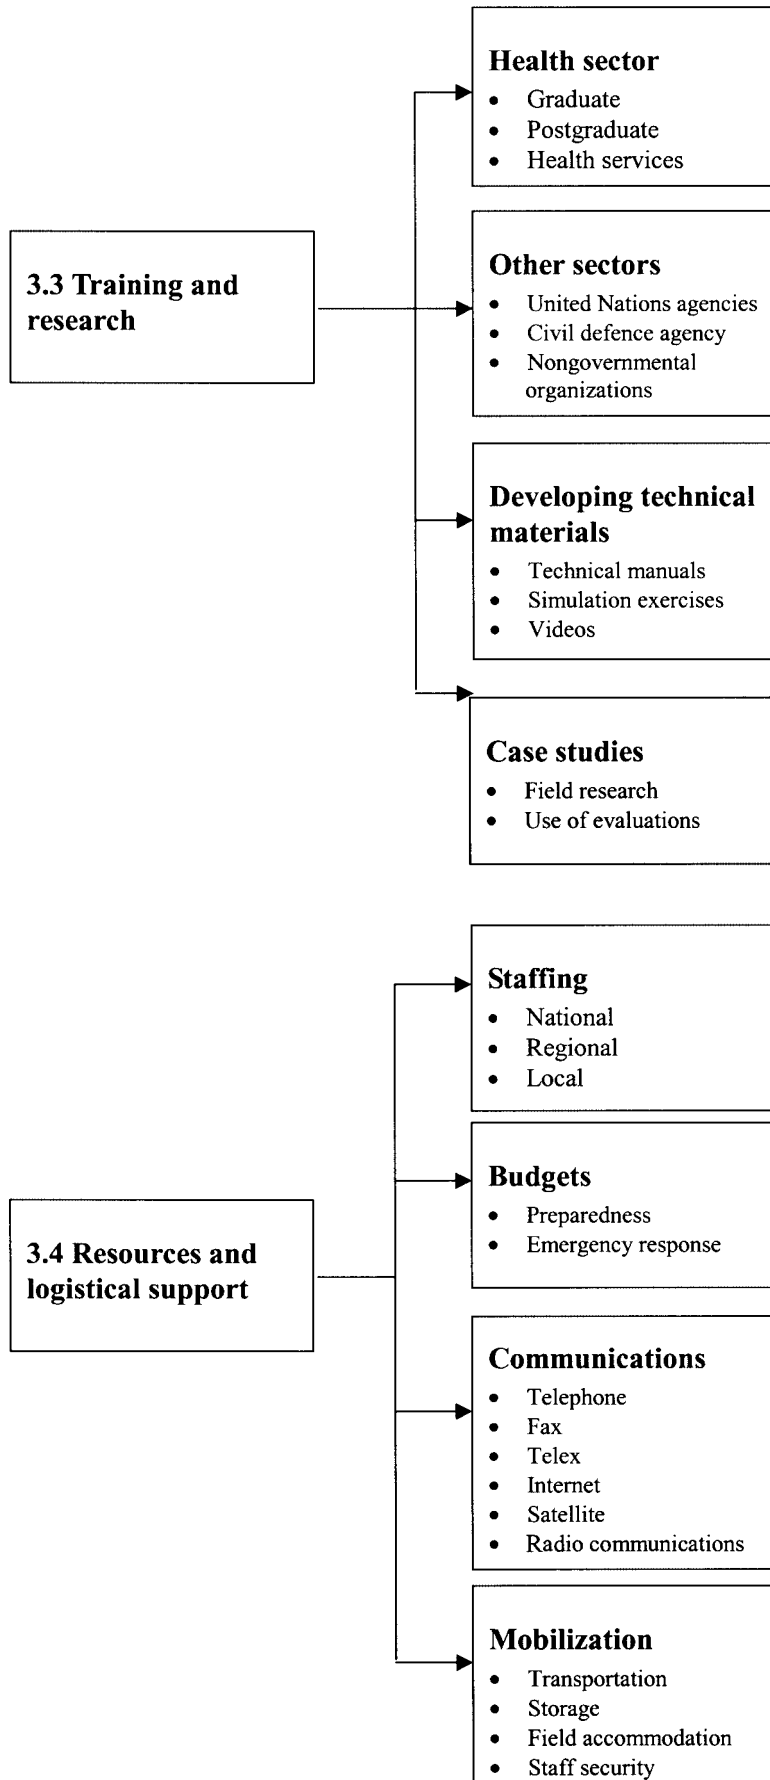 3.3 Training and
research
Health sector
• Graduate
• Postgraduate
• Health services
Other sectors
• United Nations agencies
• Civil defence agency
• Nongovernmental
organizations
Developing technical
materials
• Technical manuals
• Simulation exercises
• Videos
Case studies
• Field research
• Use of evaluations
3.4 Resources and
logistical support
Staffing
• National
• Regional
• Local
Budgets
• Preparedness
• Emergency response
Communications
• Telephone
• Fax
• Telex
• Internet
• Satellite
• Radio communications
Mobilization
• Transportation
• Storage
• Field accommodation
• Staff security